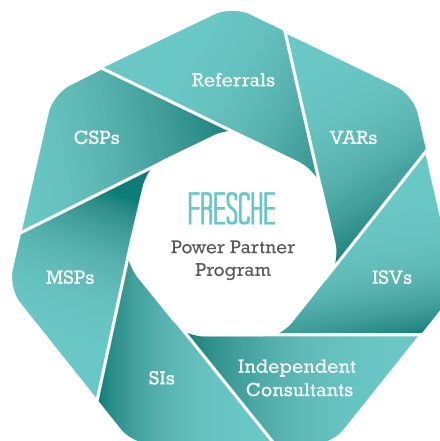 Referrals
CSPs
VARs
FRESCHE
Power Partner
Program
MSPs
ISVs
SIs
Independent
Consultants